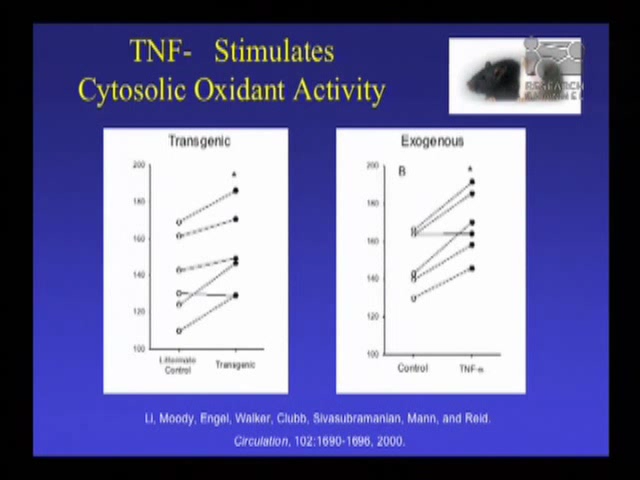 TNF- Stimulates
Cytosolic Oxidant Activity
RESEARCH
CHANNEL
Transgenic
200
180
160
140
120
100
*
Littermate
Control
Transgenic
Exogenous
B
200
180
160
140
120
100
*
Control
TNF-α
Li, Moody, Engel, Walker, Clubb, Sivasubramanian, Mann, and Reid.
Circulation, 102:1690-1696, 2000.